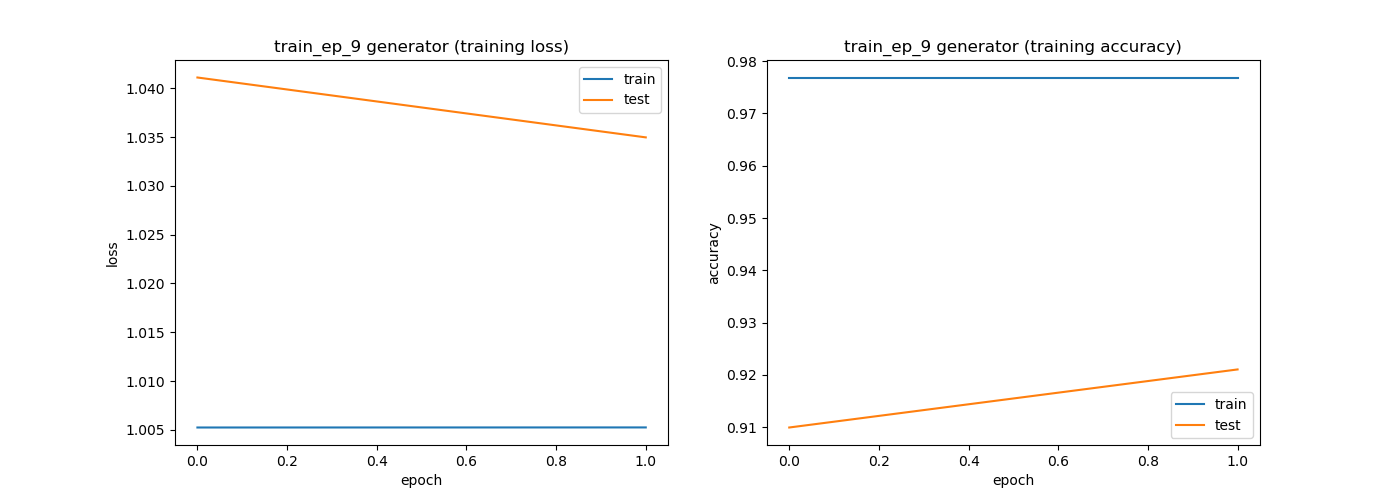 train_ep_9 generator (training loss)
1.040
1.035
1.030
1.025
1.020
1.015
1.010
1.005
loss
0.0 0.2 0.4 0.6 0.8 1.0
epoch
train
test
train_ep_9 generator (training accuracy)
0.98
0.97
0.96
0.95
0.94
0.93
0.92
0.91
accuracy
0.0 0.2 0.4 0.6 0.8 1.0
epoch
train
test